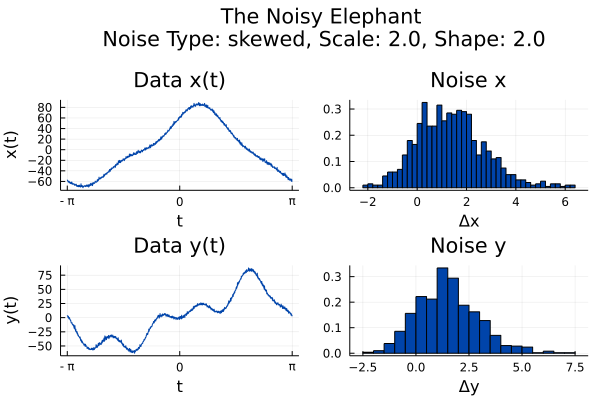 The Noisy Elephant
Noise Type: skewed, Scale: 2.0, Shape: 2.0
Data x(t)
x(t)
80
60
40
20
0
−20
−40
−60
- π
0
π
t
Noise x
0.3
0.2
0.1
0.0
−2
0
2
4
6
Δx
Data y(t)
y(t)
75
50
25
0
−25
−50
- π
0
π
t
Noise y
0.3
0.2
0.1
0.0
−2.5
0.0
2.5
5.0
7.5
Δy